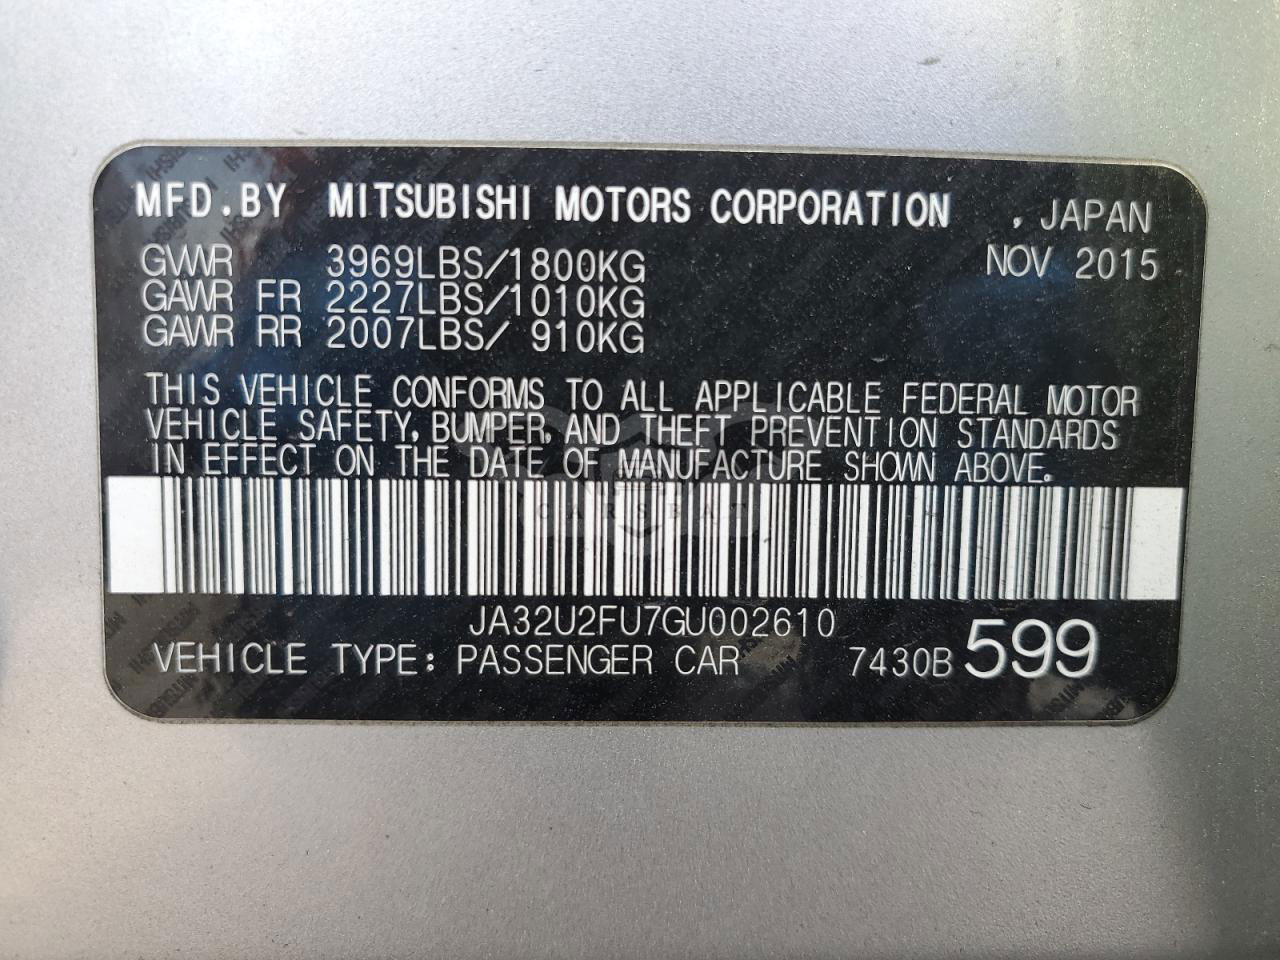 MFD.BY MITSUBISHI MOTORS CORPORATION , JAPAN
GVWR 3969LBS/1800KG NOV 2015
GAWR FR 2227LBS/1010KG
GAWR RR 2007LBS/ 910KG
THIS VEHICLE CONFORMS TO ALL APPLICABLE FEDERAL MOTOR
VEHICLE SAFETY, BUMPER, AND THEFT PREVENTION STANDARDS
IN EFFECT ON THE DATE OF MANUFACTURE SHOWN ABOVE.
CARSBAT
JA32U2FU7GU002610
VEHICLE TYPE: PASSENGER CAR 7430B 599